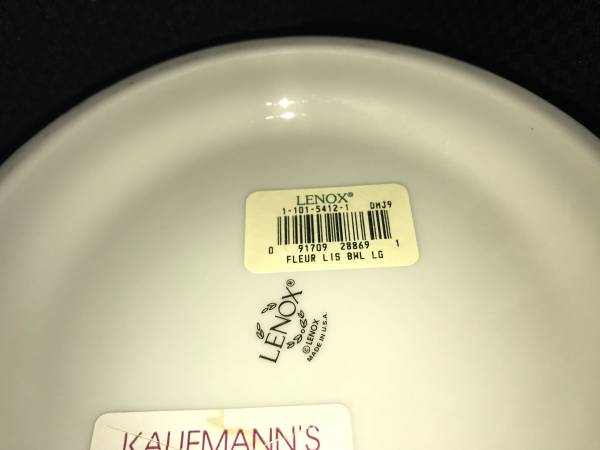 LENOX®
1-101-5412-1 DMJ9
0 91709 28869 1
FLEUR LIS BWL LG
LENOX®
© LENOX
MADE IN U.S.A.
KAUFMANN'S